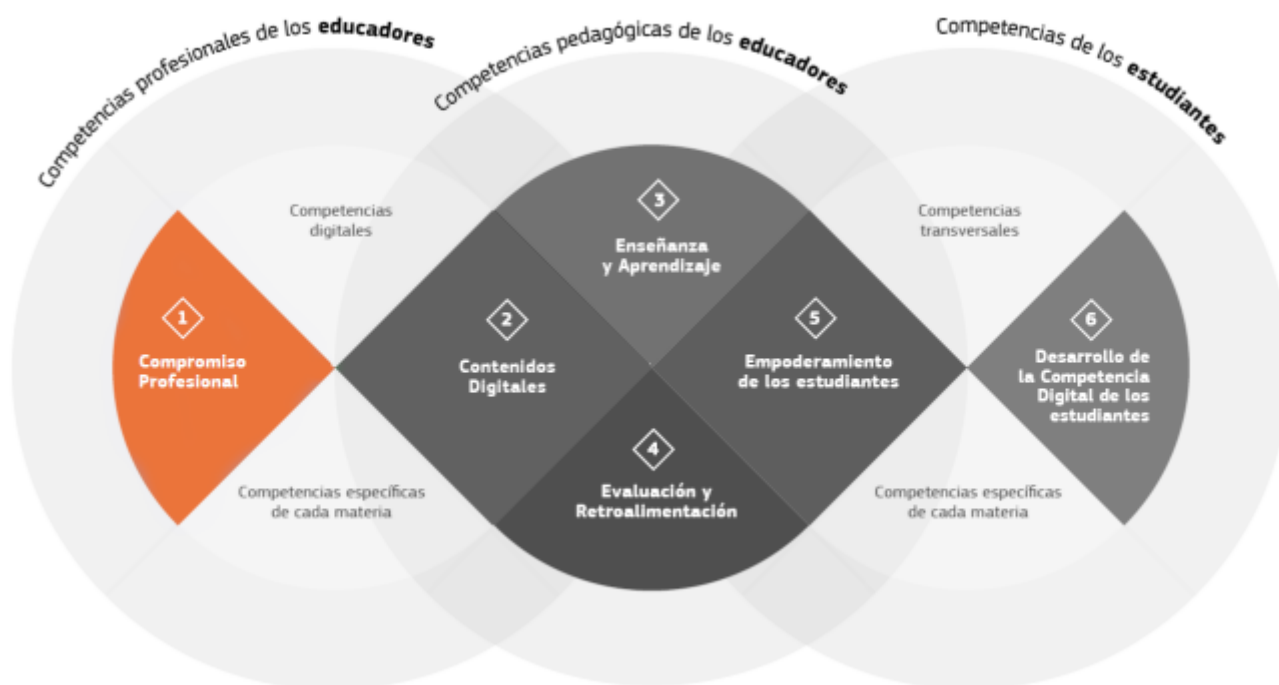 Competencias profesionales de los educadores
Competencias pedagógicas de los educadores
Competencias de los estudiantes
Competencias
digitales
1
Compromiso
Profesional
Competencias específicas
de cada materia
2
Contenidos
Digitales
3
Enseñanza
y Aprendizaje
4
Evaluación y
Retroalimentación
5
Empoderamiento
de los estudiantes
Competencias
transversales
6
Desarrollo de
la Competencia
Digital de los
estudiantes
Competencias específicas
de cada materia